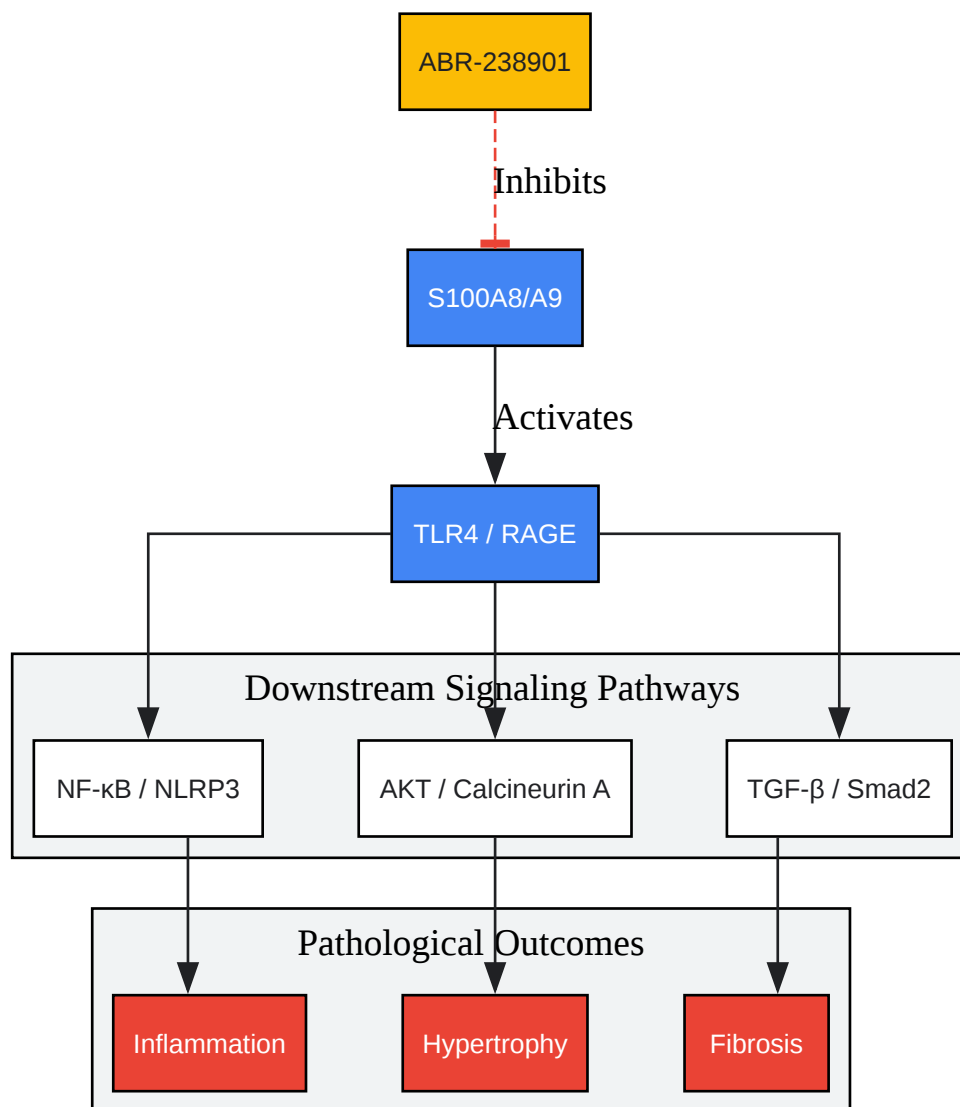 ABR-238901
Inhibits
S100A8/A9
Activates
TLR4 / RAGE
Downstream Signaling Pathways
NF-κB / NLRP3
AKT / Calcineurin A
TGF-β / Smad2
Pathological Outcomes
Inflammation
Hypertrophy
Fibrosis